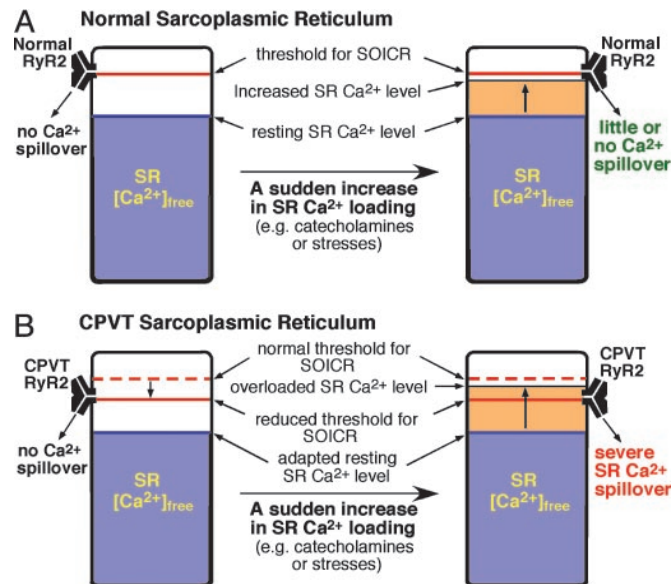 A Normal Sarcoplasmic Reticulum
Normal
RyR2
no Ca2+
spillover
SR
[Ca2+]free
threshold for SOICR
Increased SR Ca2+ level
resting SR Ca2+ level
A sudden increase
in SR Ca2+ loading
(e.g. catecholamines
or stresses)
Normal
RyR2
little or
no Ca2+
spillover
SR
[Ca2+]free
B CPVT Sarcoplasmic Reticulum
CPVT
RyR2
no Ca2+
spillover
SR
[Ca2+]free
normal threshold for
SOICR
overloaded SR Ca2+ level
reduced threshold for
SOICR
adapted resting
SR Ca2+ level
A sudden increase
in SR Ca2+ loading
(e.g. catecholamines
or stresses)
CPVT
RyR2
severe
SR Ca2+
spillover
SR
[Ca2+]free